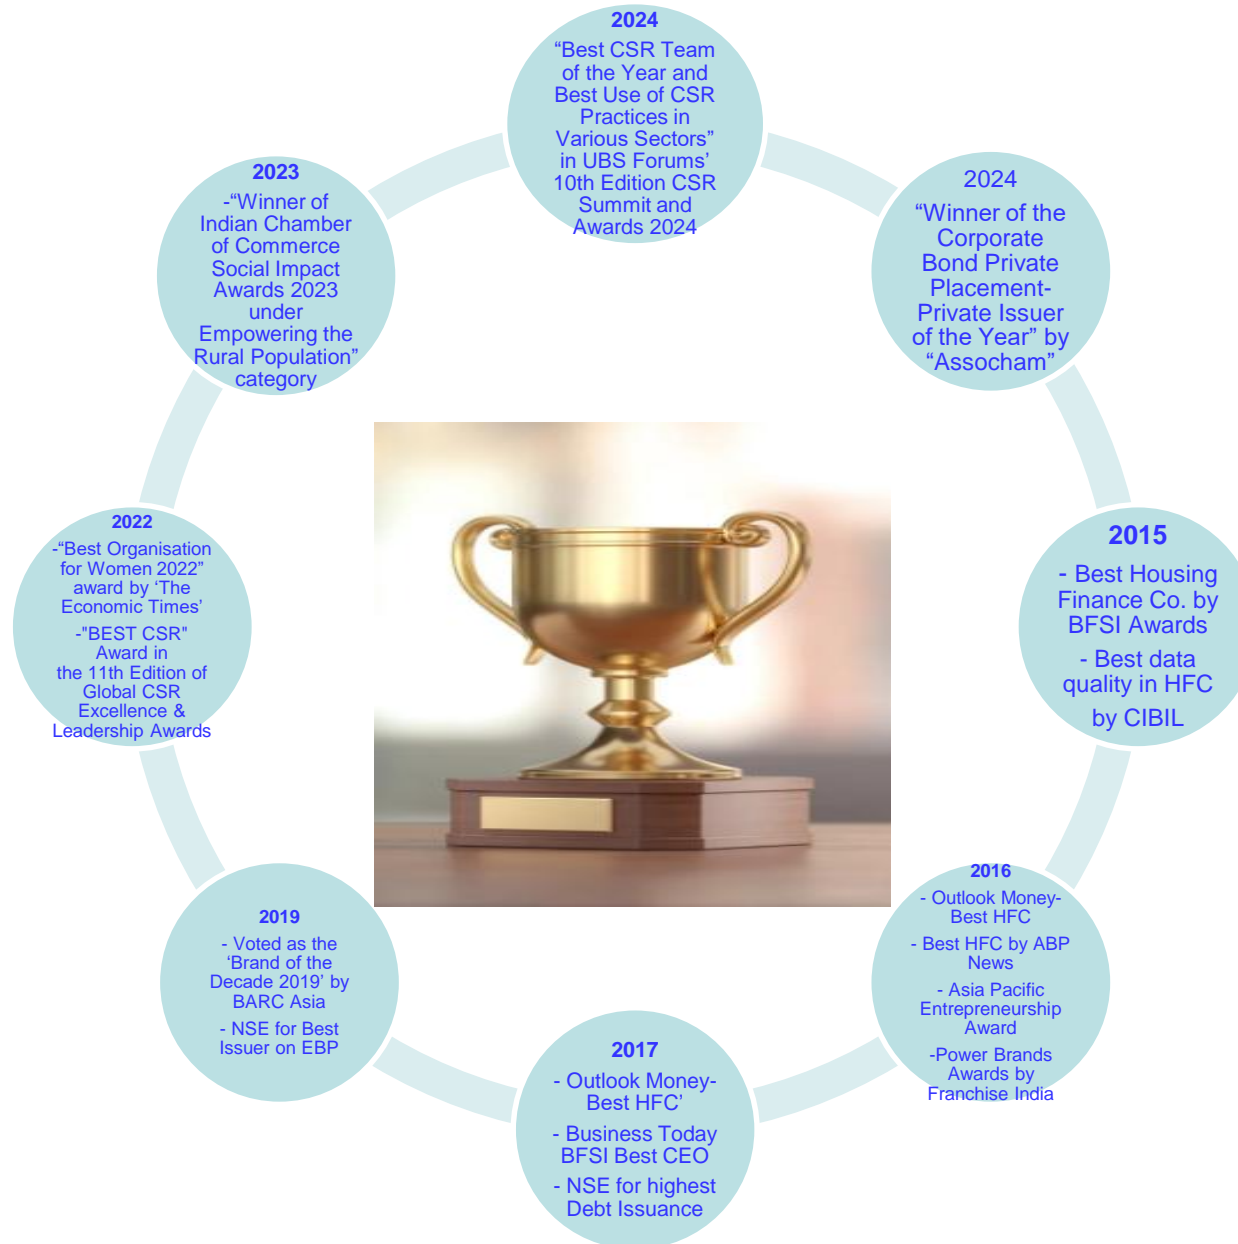 2024
“Best CSR Team
of the Year and
Best Use of CSR
Practices in
Various Sectors”
in UBS Forums’
10th Edition CSR
Summit and
Awards 2024
2024
“Winner of the
Corporate
Bond Private
Placement-
Private Issuer
of the Year” by
“Assocham”
2015
- Best Housing
Finance Co. by
BFSI Awards
- Best data
quality in HFC
by CIBIL
2016
- Outlook Money-
Best HFC
- Best HFC by ABP
News
- Asia Pacific
Entrepreneurship
Award
-Power Brands
Awards by
Franchise India
2017
- Outlook Money-
Best HFC’
- Business Today
BFSI Best CEO
- NSE for highest
Debt Issuance
2019
- Voted as the
‘Brand of the
Decade 2019’ by
BARC Asia
- NSE for Best
Issuer on EBP
2022
-“Best Organisation
for Women 2022”
award by ‘The
Economic Times’
-"BEST CSR"
Award in
the 11th Edition of
Global CSR
Excellence &
Leadership Awards
2023
-“Winner of
Indian Chamber
of Commerce
Social Impact
Awards 2023
under
Empowering the
Rural Population”
category